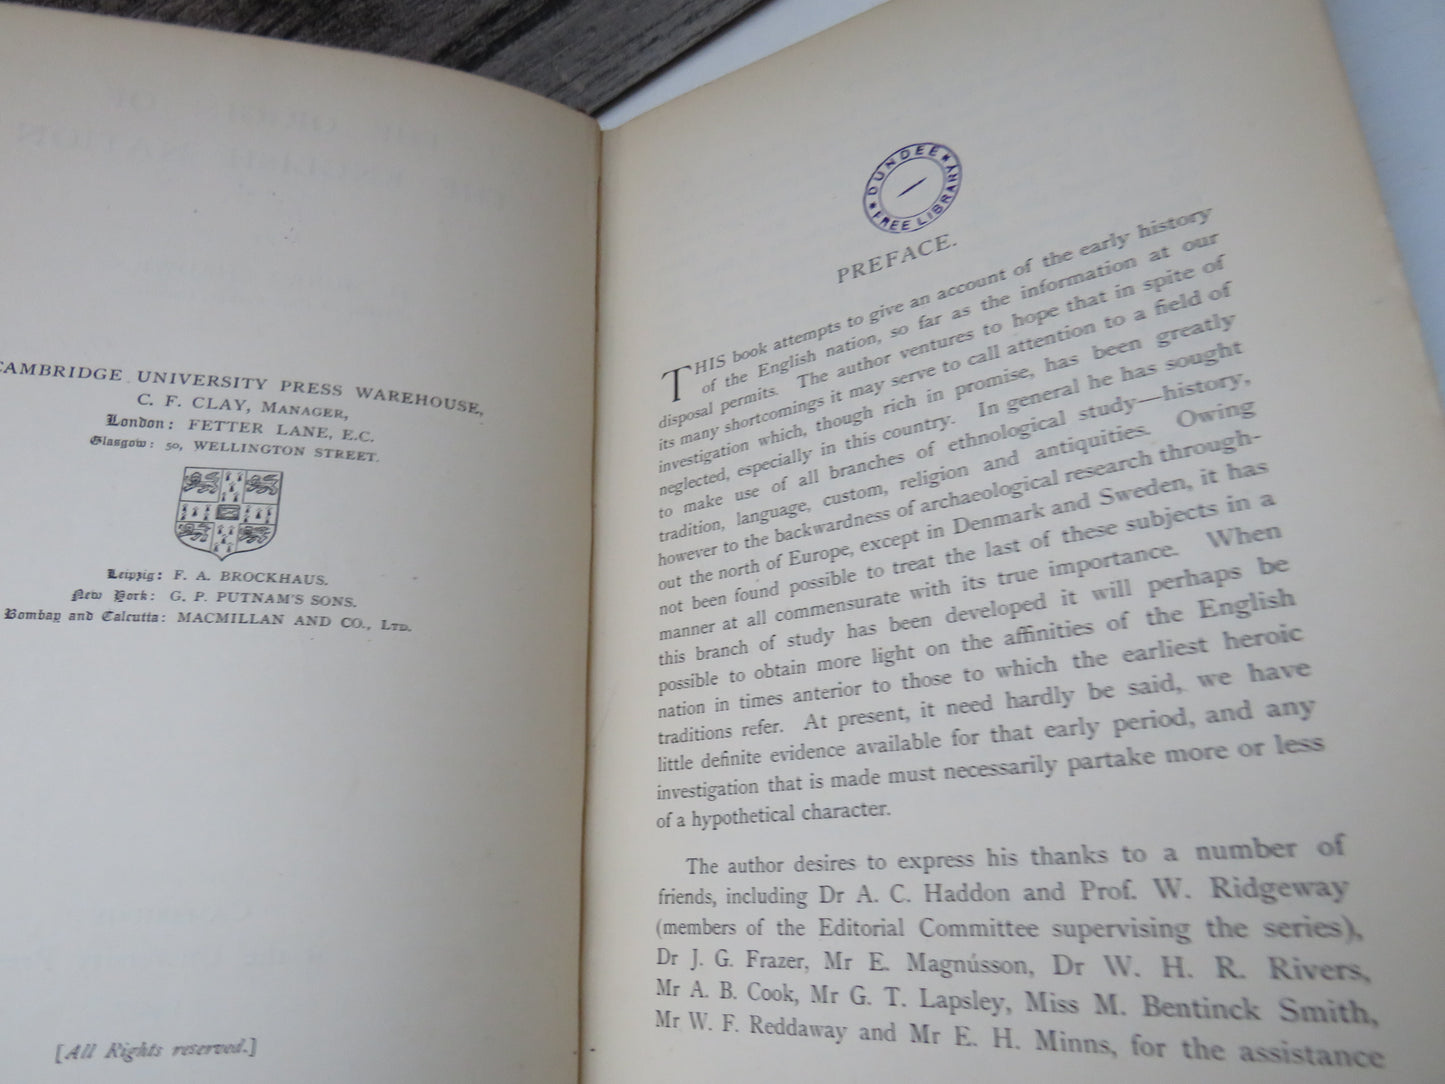 CAMBRIDGE UNIVERSITY PRESS WAREHOUSE,
C. F. CLAY, MANAGER,
London: FETTER LANE, E.C.
Glasgow: 50, WELLINGTON STREET.
Leipzig: F. A. BROCKHAUS.
New York: G. P. PUTNAM'S SONS.
Bombay and Calcutta: MACMILLAN AND CO., LTD.
[All Rights reserved.]
DUNDEE FREE LIBRARY
PREFACE.
THIS book attempts to give an account of the early history
of the English nation, so far as the information at our
disposal permits. The author ventures to hope that in spite of
its many shortcomings it may serve to call attention to a field of
investigation which, though rich in promise, has been greatly
neglected, especially in this country. In general he has sought
to make use of all branches of ethnological study—history,
tradition, language, custom, religion and antiquities. Owing
however to the backwardness of archaeological research through-
out the north of Europe, except in Denmark and Sweden, it has
not been found possible to treat the last of these subjects in a
manner at all commensurate with its true importance. When
this branch of study has been developed it will perhaps be
possible to obtain more light on the affinities of the English
nation in times anterior to those to which the earliest heroic
traditions refer. At present, it need hardly be said, we have
little definite evidence available for that early period, and any
investigation that is made must necessarily partake more or less
of a hypothetical character.
The author desires to express his thanks to a number of
friends, including Dr A. C. Haddon and Prof. W. Ridgeway
(members of the Editorial Committee supervising the series),
Dr J. G. Frazer, Mr E. Magnússon, Dr W. H. R. Rivers,
Mr A. B. Cook, Mr G. T. Lapsley, Miss M. Bentinck Smith,
Mr W. F. Reddaway and Mr E. H. Minns, for the assistance